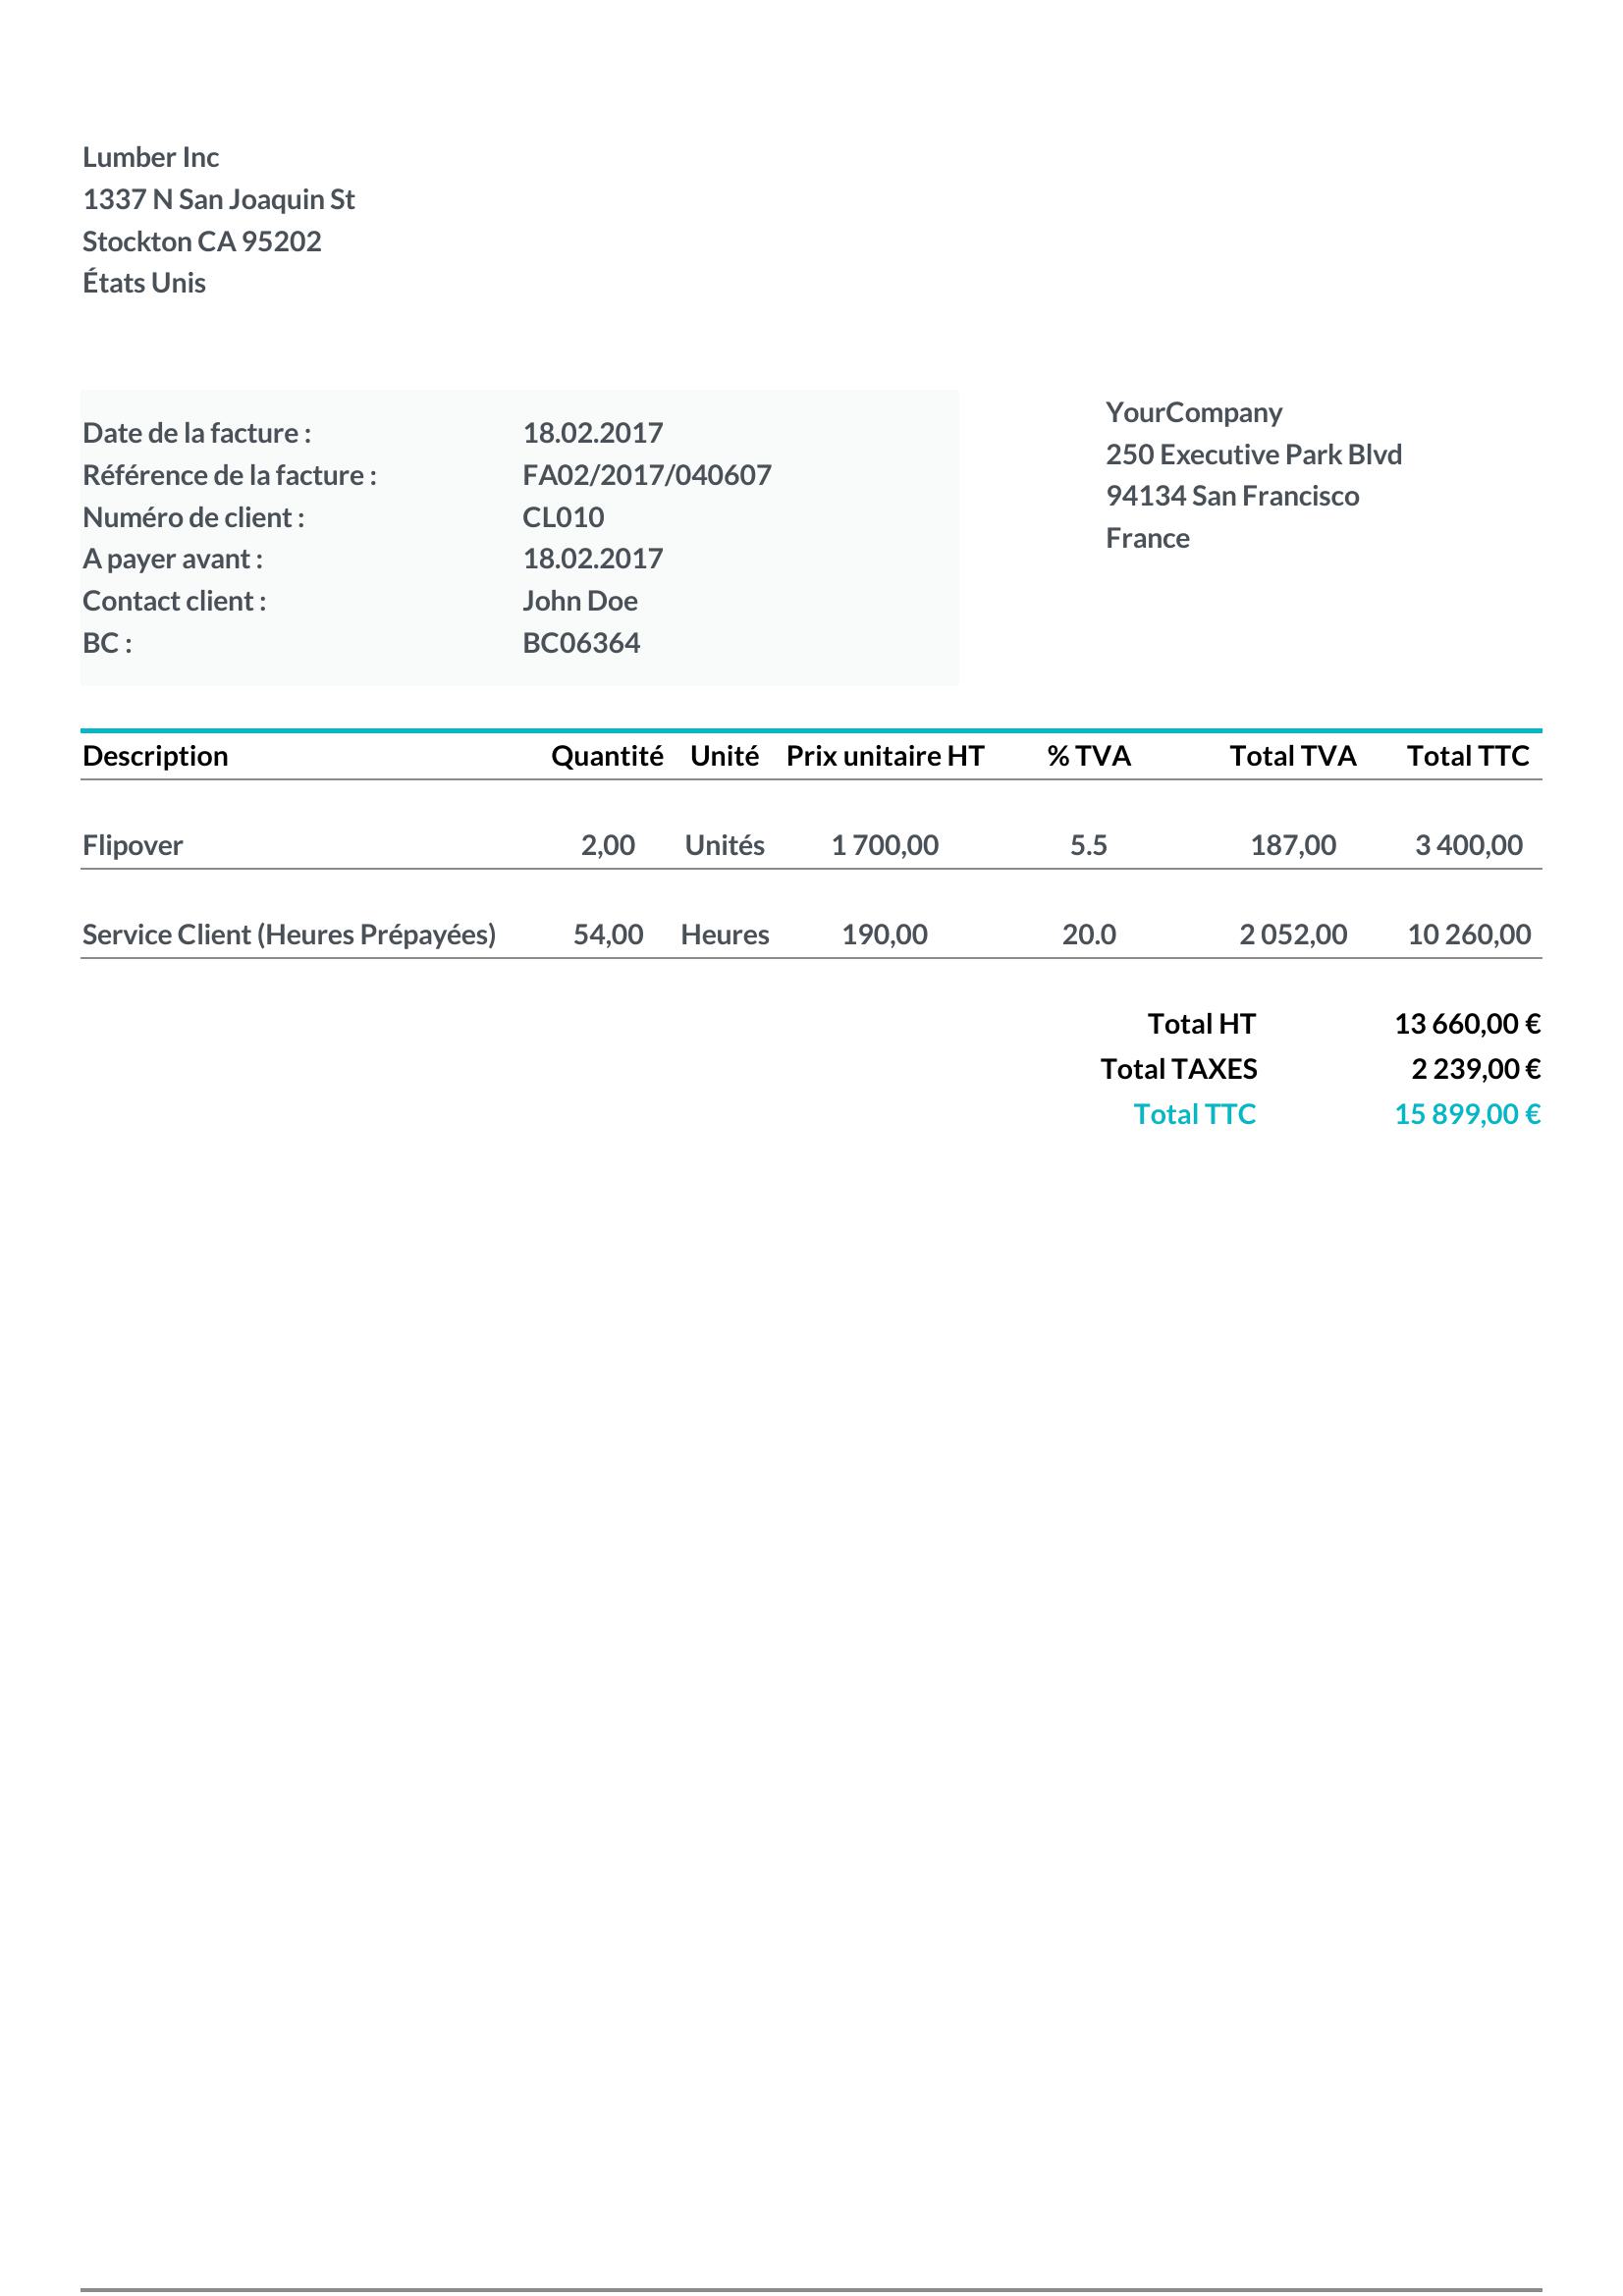 Lumber Inc
1337 N San Joaquin St
Stockton CA 95202
États Unis
Date de la facture : 18.02.2017
Référence de la facture : FA02/2017/040607
Numéro de client : CL010
A payer avant : 18.02.2017
Contact client : John Doe
BC : BC06364
YourCompany
250 Executive Park Blvd
94134 San Francisco
France
Description Quantité Unité Prix unitaire HT % TVA Total TVA Total TTC
Flipover 2,00 Unités 1 700,00 5.5 187,00 3 400,00
Service Client (Heures Prépayées) 54,00 Heures 190,00 20.0 2 052,00 10 260,00
Total HT 13 660,00 €
Total TAXES 2 239,00 €
Total TTC 15 899,00 €